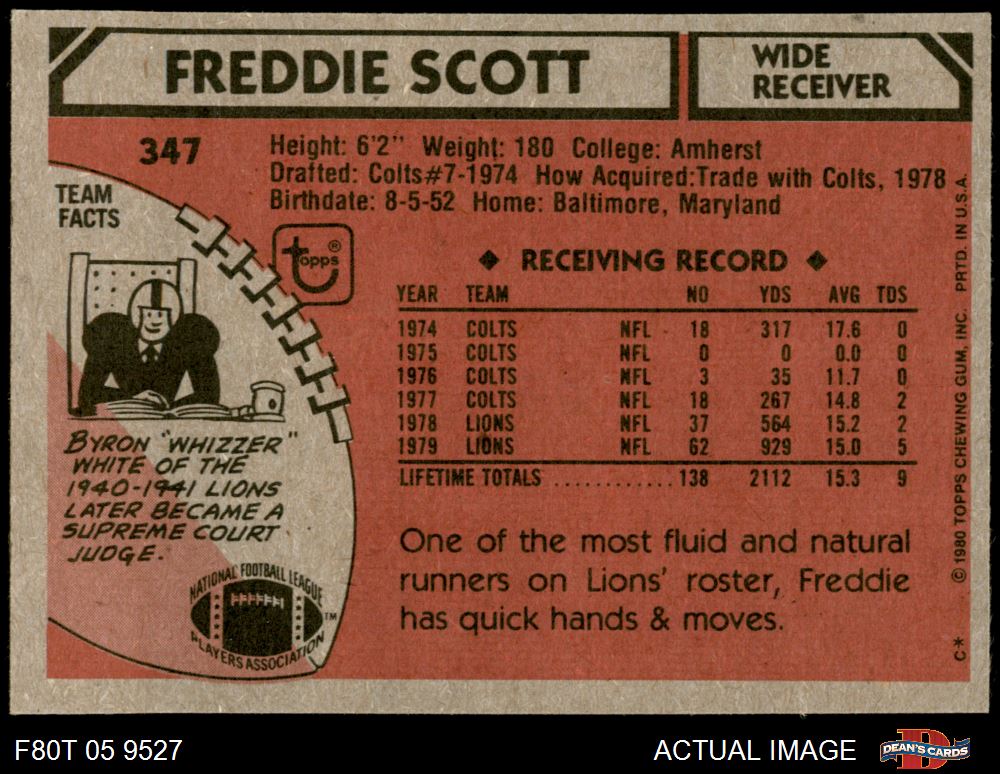 FREDDIE SCOTT
WIDE
RECEIVER
347
Height: 6'2" Weight: 180 College: Amherst
Drafted: Colts#7-1974 How Acquired:Trade with Colts, 1978
Birthdate: 8-5-52 Home: Baltimore, Maryland
TEAM
FACTS
topps®
◆ RECEIVING RECORD ◆
YEAR TEAM NO YDS AVG TDS
1974 COLTS NFL 18 317 17.6 0
1975 COLTS NFL 0 0 0.0 0
1976 COLTS NFL 3 35 11.7 0
1977 COLTS NFL 18 267 14.8 2
1978 LIONS NFL 37 564 15.2 2
1979 LIONS NFL 62 929 15.0 5
LIFETIME TOTALS ............ 138 2112 15.3 9
BYRON "WHIZZER"
WHITE OF THE
1940-1941 LIONS
LATER BECAME A
SUPREME COURT
JUDGE.
NATIONAL FOOTBALL LEAGUE
PLAYERS ASSOCIATION
TM
One of the most fluid and natural
runners on Lions' roster, Freddie
has quick hands & moves.
C* © 1980 TOPPS CHEWING GUM, INC. PRTD. IN U.S.A.
F80T 05 9527
ACTUAL IMAGE
DEAN'S CARDS